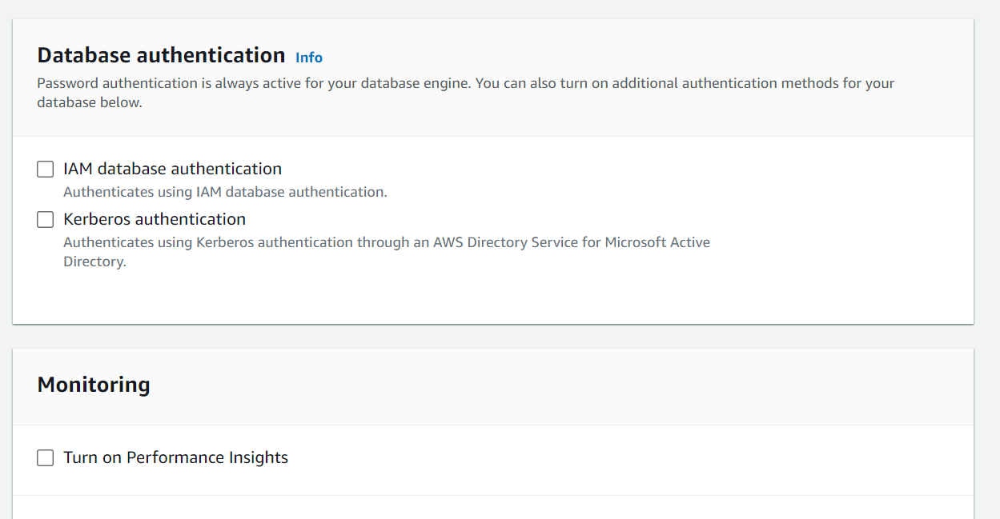 Database authentication Info
Password authentication is always active for your database engine. You can also turn on additional authentication methods for your
database below.
IAM database authentication
Authenticates using IAM database authentication.
Kerberos authentication
Authenticates using Kerberos authentication through an AWS Directory Service for Microsoft Active
Directory.
Monitoring
Turn on Performance Insights